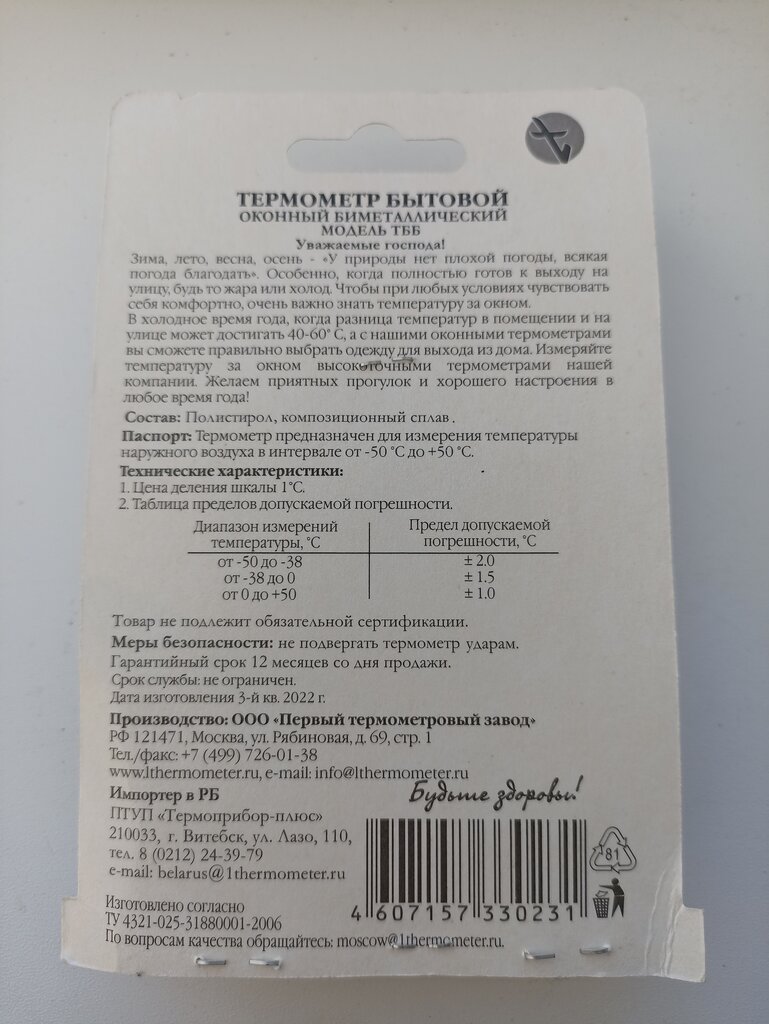 ТЕРМОМЕТР БЫТОВОЙ
ОКОННЫЙ БИМЕТАЛЛИЧЕСКИЙ
МОДЕЛЬ ТББ
Уважаемые господа!
Зима, лето, весна, осень - «У природы нет плохой погоды, всякая
погода благодать». Особенно, когда полностью готов к выходу на
улицу, будь то жара или холод. Чтобы при любых условиях чувствовать
себя комфортно, очень важно знать температуру за окном.
В холодное время года, когда разница температур в помещении и на
улице может достигать 40-60° С, а с нашими оконными термометрами
вы сможете правильно выбрать одежду для выхода из дома. Измеряйте
температуру за окном высокоточными термометрами нашей
компании. Желаем приятных прогулок и хорошего настроения в
любое время года!
Состав: Полистирол, композиционный сплав.
Паспорт: Термометр предназначен для измерения температуры
наружного воздуха в интервале от -50 °С до +50 °С.
Технические характеристики:
1. Цена деления шкалы 1°С.
2. Таблица пределов допускаемой погрешности.
Диапазон измерений температуры, °С
Предел допускаемой погрешности, °С
от -50 до -38 ± 2.0
от -38 до 0 ± 1.5
от 0 до +50 ± 1.0
Товар не подлежит обязательной сертификации.
Меры безопасности: не подвергать термометр ударам.
Гарантийный срок 12 месяцев со дня продажи.
Срок службы: не ограничен.
Дата изготовления 3-й кв. 2022 г.
Производство: ООО «Первый термометровый завод»
РФ 121471, Москва, ул. Рябиновая, д. 69, стр. 1
Тел./факс: +7 (499) 726-01-38
www.1thermometer.ru, e-mail: info@1thermometer.ru
Будьте здоровы!
Импортер в РБ
ПТУП «Термоприбор-плюс»
210033, г. Витебск, ул. Лазо, 110,
тел. 8 (0212) 24-39-79
e-mail: belarus@1thermometer.ru
81
4 607157 330231
Изготовлено согласно
ТУ 4321-025-31880001-2006
По вопросам качества обращайтесь: moscow@1thermometer.ru.